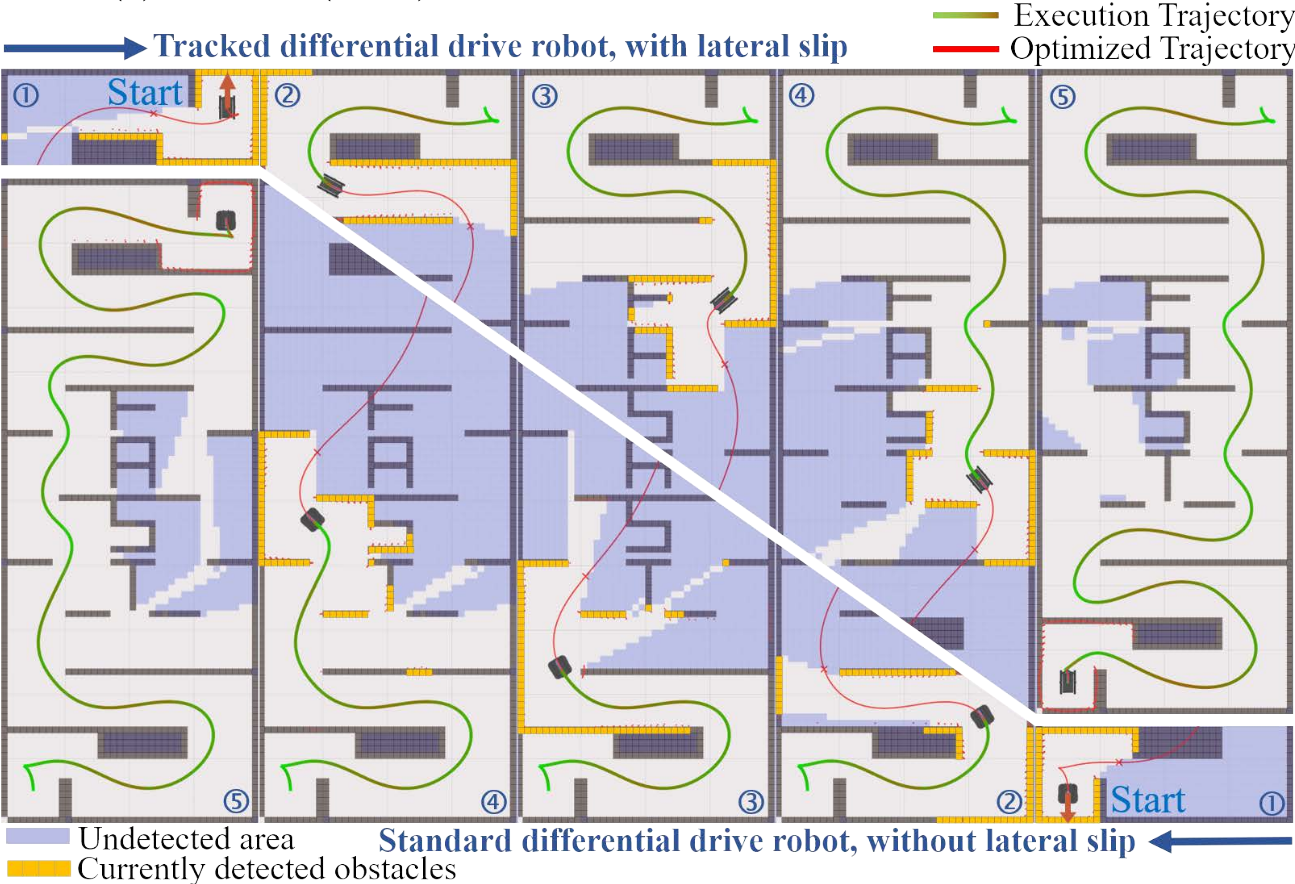 Execution Trajectory
Optimized Trajectory
Tracked differential drive robot, with lateral slip
① Start ② ③ ④ ⑤
⑤ ④ ③ ② Start ①
Undetected area
Standard differential drive robot, without lateral slip
Currently detected obstacles